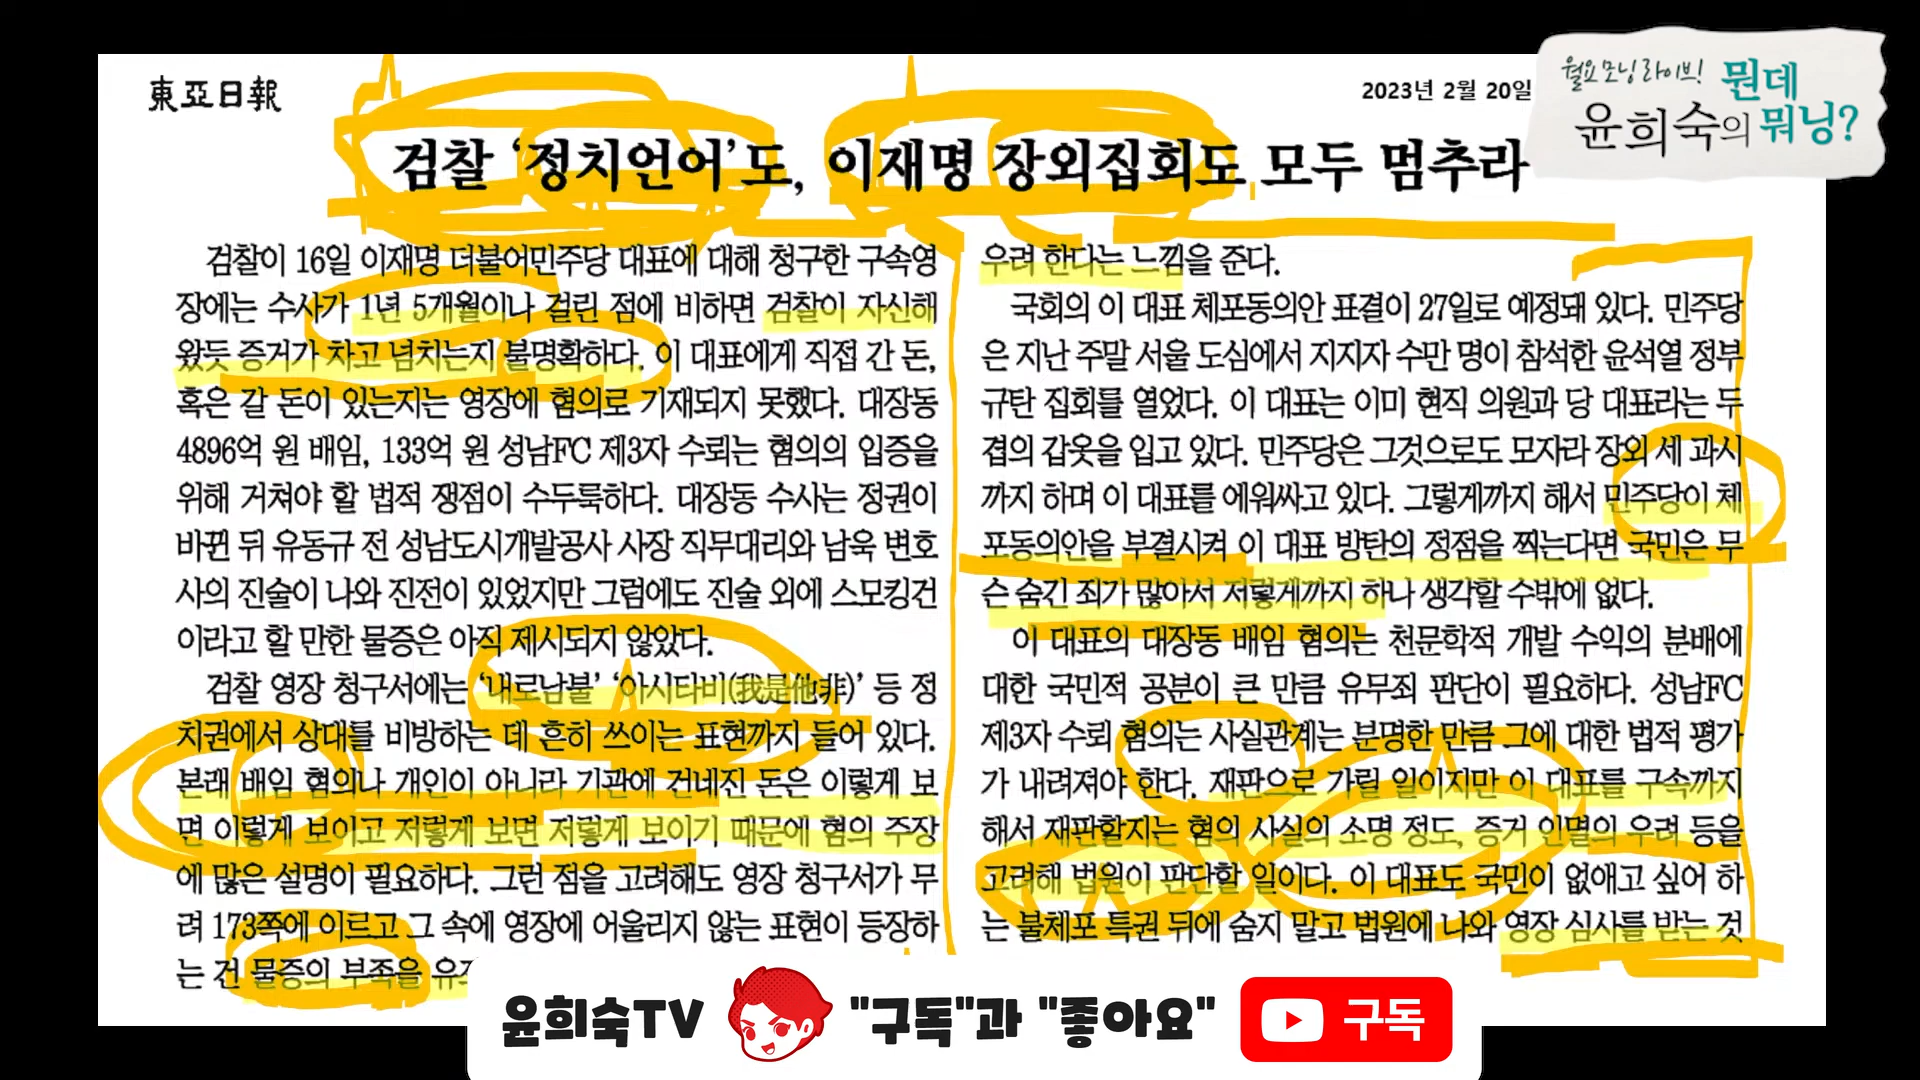 東亞日報
2023년 2월 20일
월요 모닝 라이브! 뭔데
윤희숙의 뭐닝?
검찰 ‘정치언어’도, 이재명 장외집회도 모두 멈추라
검찰이 16일 이재명 더불어민주당 대표에 대해 청구한 구속영
장에는 수사가 1년 5개월이나 걸린 점에 비하면 검찰이 자신해
왔듯 증거가 차고 넘치는지 불명확하다. 이 대표에게 직접 간 돈,
혹은 갈 돈이 있는지는 영장에 혐의로 기재되지 못했다. 대장동
4896억 원 배임, 133억 원 성남FC 제3자 수뢰는 혐의의 입증을
위해 거쳐야 할 법적 쟁점이 수두룩하다. 대장동 수사는 정권이
바뀐 뒤 유동규 전 성남도시개발공사 사장 직무대리와 남욱 변호
사의 진술이 나와 진전이 있었지만 그럼에도 진술 외에 스모킹건
이라고 할 만한 물증은 아직 제시되지 않았다.
검찰 영장 청구서에는 ‘내로남불’ ‘아시타비(我是他非)’ 등 정
치권에서 상대를 비방하는 데 흔히 쓰이는 표현까지 들어 있다.
본래 배임 혐의나 개인이 아니라 기관에 건네진 돈은 이렇게 보
면 이렇게 보이고 저렇게 보면 저렇게 보이기 때문에 혐의 주장
에 많은 설명이 필요하다. 그런 점을 고려해도 영장 청구서가 무
려 173쪽에 이르고 그 속에 영장에 어울리지 않는 표현이 등장하
는 건 물증의 부족을
우려 한다는 느낌을 준다.
국회의 이 대표 체포동의안 표결이 27일로 예정돼 있다. 민주당
은 지난 주말 서울 도심에서 지지자 수만 명이 참석한 윤석열 정부
규탄 집회를 열었다. 이 대표는 이미 현직 의원과 당 대표라는 두
겹의 갑옷을 입고 있다. 민주당은 그것으로도 모자라 장외 세 과시
까지 하며 이 대표를 에워싸고 있다. 그렇게까지 해서 민주당이 체
포동의안을 부결시켜 이 대표 방탄의 정점을 찍는다면 국민은 무
슨 숨긴 죄가 많아서 저렇게까지 하나 생각할 수밖에 없다.
이 대표의 대장동 배임 혐의는 천문학적 개발 수익의 분배에
대한 국민적 공분이 큰 만큼 유무죄 판단이 필요하다. 성남FC
제3자 수뢰 혐의는 사실관계는 분명한 만큼 그에 대한 법적 평가
가 내려져야 한다. 재판으로 가릴 일이지만 이 대표를 구속까지
해서 재판할지는 혐의 사실의 소명 정도, 증거 인멸의 우려 등을
고려해 법원이 판단할 일이다. 이 대표도 국민이 없애고 싶어 하
는 불체포 특권 뒤에 숨지 말고 법원에 나와 영장 심사를 받는 것
윤희숙TV "구독"과 "좋아요" 구독